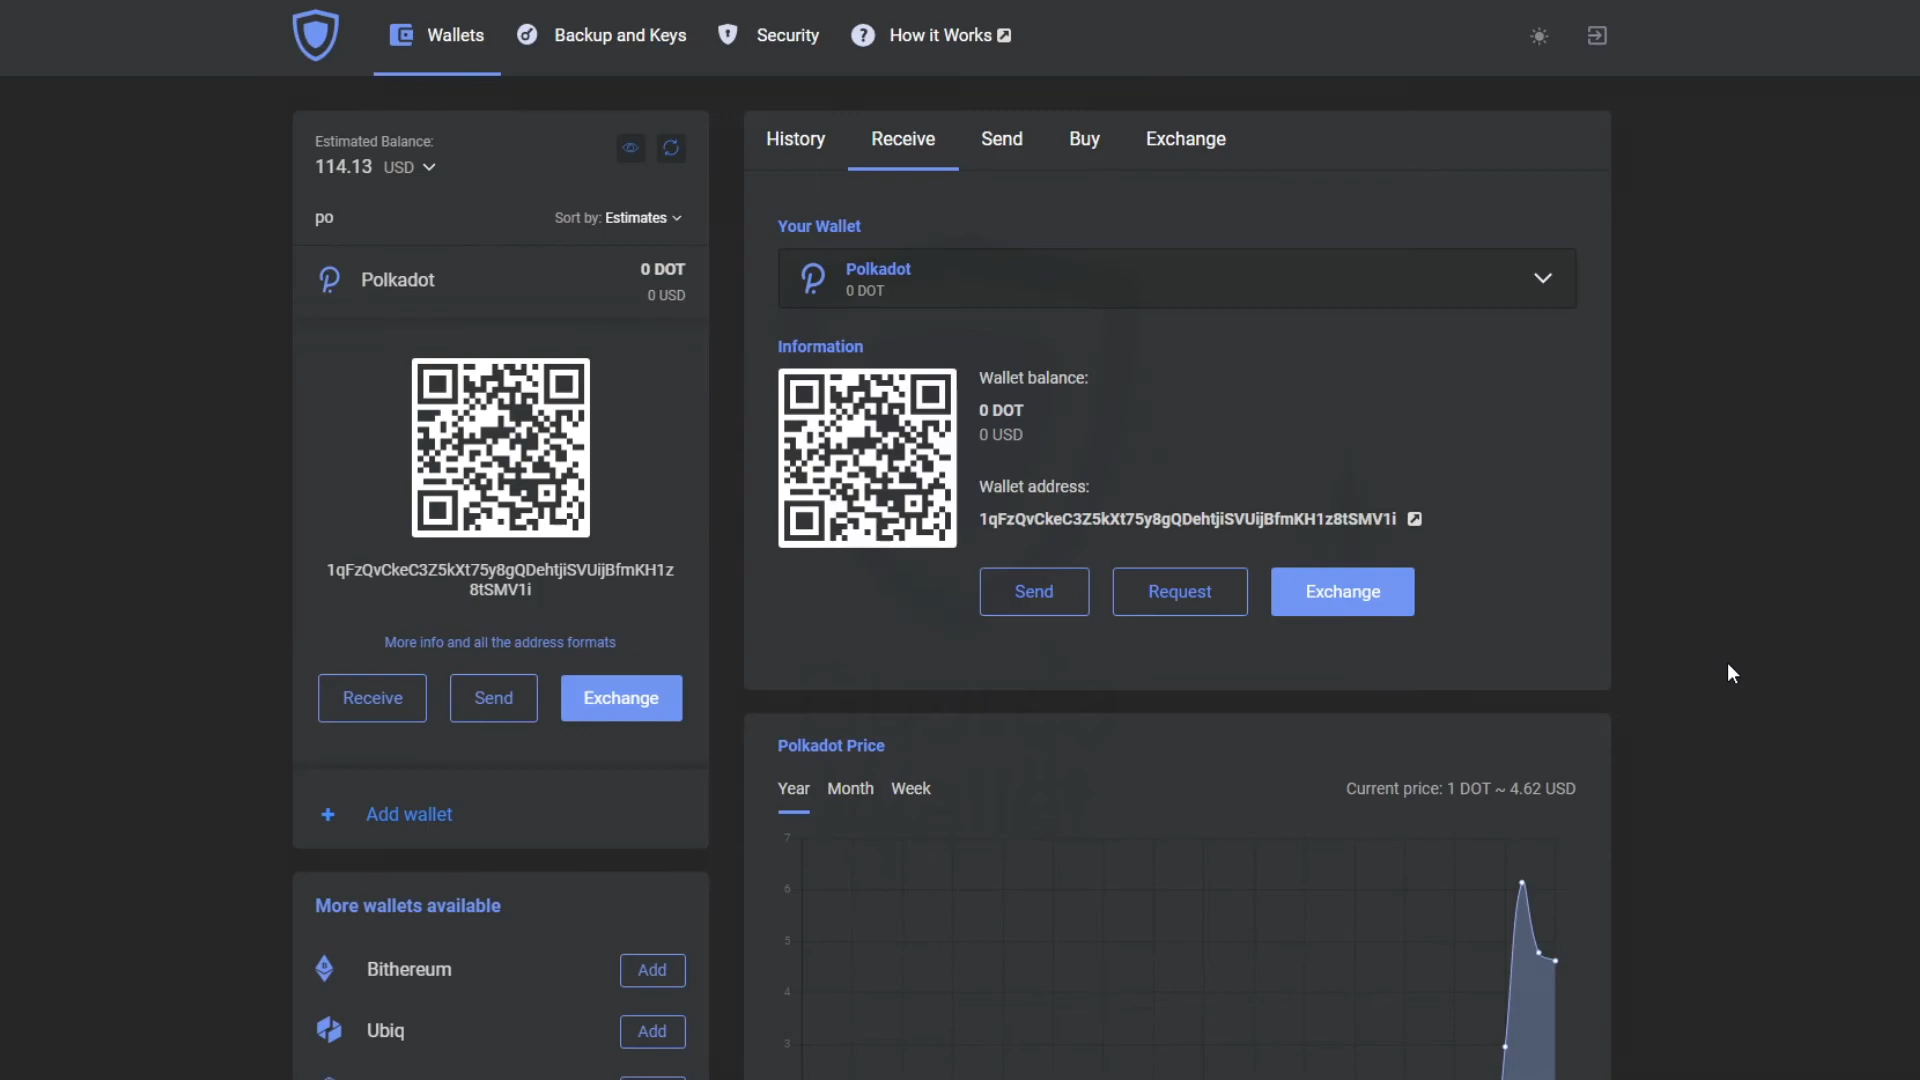 Wallets
Backup and Keys
Security
How it Works
Estimated Balance:
114.13 USD
po
Sort by: Estimates
Polkadot
0 DOT
0 USD
1qFzQvCkeC3Z5kXt75y8gQDehtjiSVUijBfmKH1z
8tSMV1i
More info and all the address formats
Receive
Send
Exchange
+ Add wallet
More wallets available
Bithereum
Add
Ubiq
Add
History
Receive
Send
Buy
Exchange
Your Wallet
Polkadot
0 DOT
Information
Wallet balance:
0 DOT
0 USD
Wallet address:
1qFzQvCkeC3Z5kXt75y8gQDehtjiSVUijBfmKH1z8tSMV1i
Send
Request
Exchange
Polkadot Price
Year
Month
Week
Current price: 1 DOT ~ 4.62 USD
7
6
5
4
3